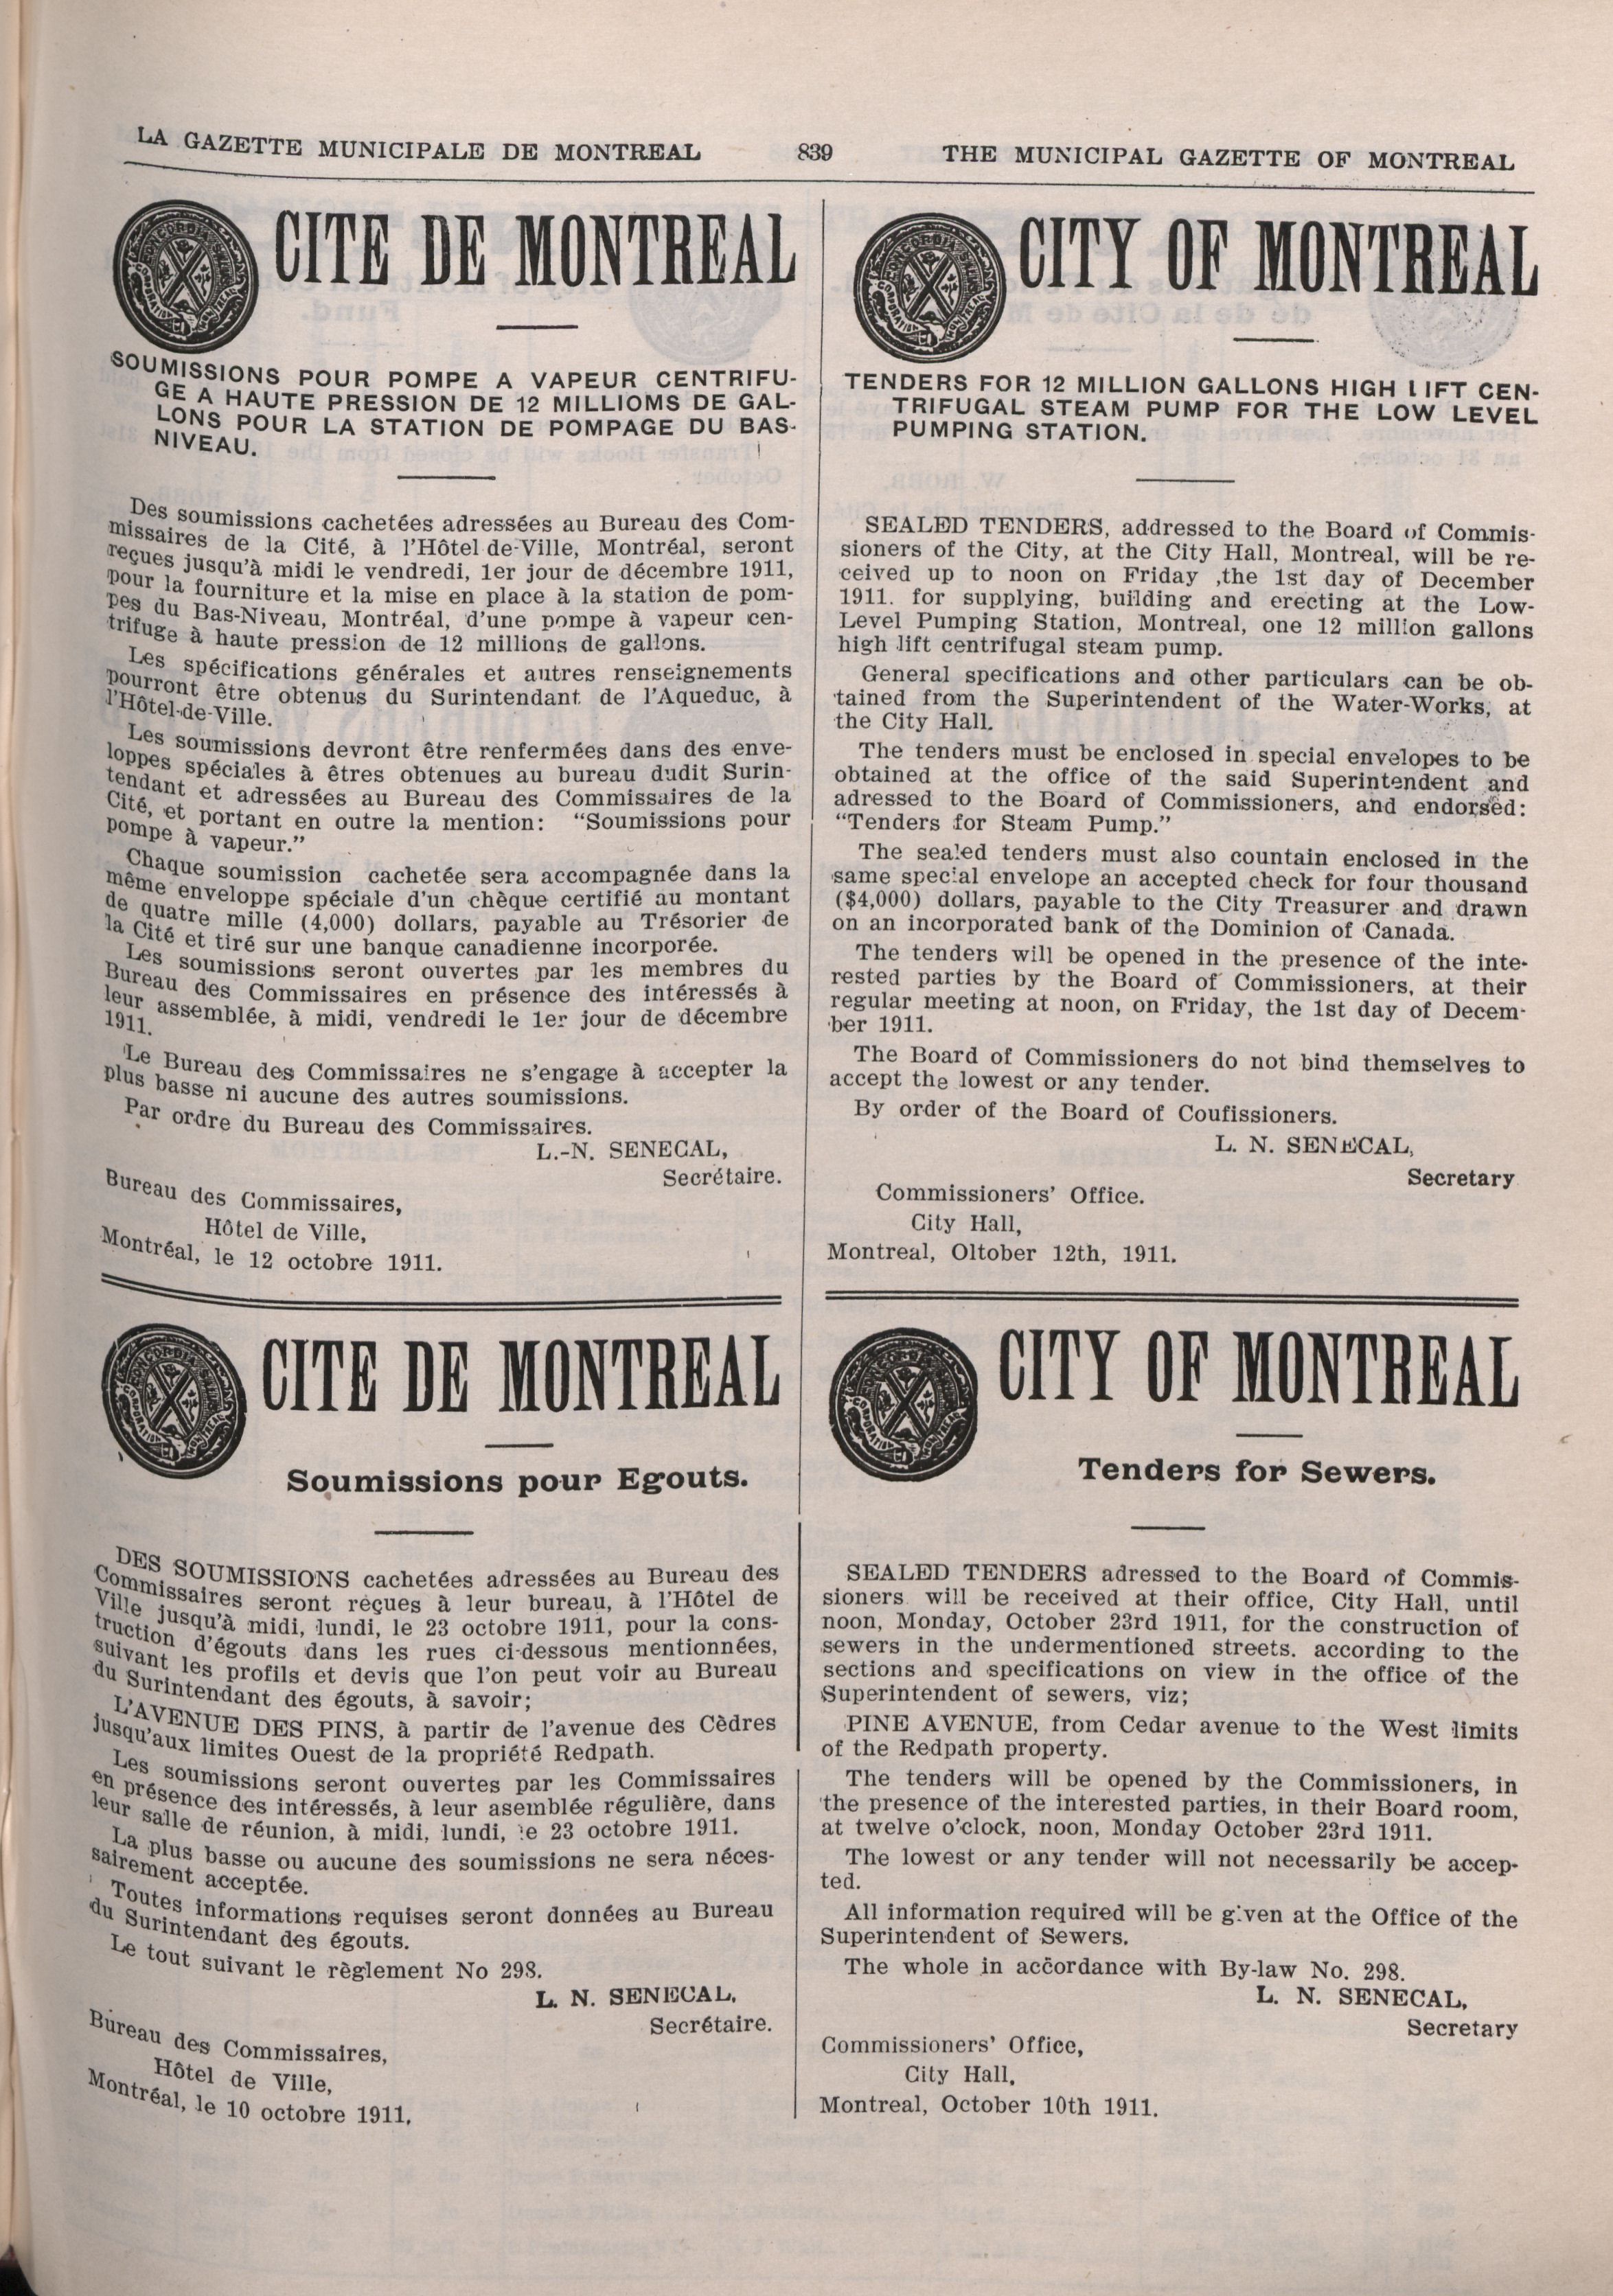 LA GAZETTE MUNICIPALE DE MONTREAL 839 THE MUNICIPAL GAZETTE OF MONTREAL
CITE DE MONTREAL
SOUMISSIONS POUR POMPE A VAPEUR CENTRIFU-
GE A HAUTE PRESSION DE 12 MILLIOMS DE GAL-
LONS POUR LA STATION DE POMPAGE DU BAS-
NIVEAU.
Des soumissions cachetées adressées au Bureau des Com-
missaires de la Cité, à l'Hôtel-de-Ville, Montréal, seront
reçues jusqu'à midi le vendredi, 1er jour de décembre 1911,
pour la fourniture et la mise en place à la station de pom-
pes du Bas-Niveau, Montréal, d'une pompe à vapeur cen-
trifuge à haute pression de 12 millions de gallons.
Les spécifications générales et autres renseignements
pourront être obtenus du Surintendant de l'Aqueduc, à
l'Hôtel-de-Ville.
Les soumissions devront être renfermées dans des enve-
loppes spéciales à êtres obtenues au bureau dudit Surin-
tendant et adressées au Bureau des Commissaires de la
Cité, et portant en outre la mention: "Soumissions pour
pompe à vapeur."
Chaque soumission cachetée sera accompagnée dans la
même enveloppe spéciale d'un chèque certifié au montant
de quatre mille (4,000) dollars, payable au Trésorier de
la Cité et tiré sur une banque canadienne incorporée.
Les soumissions seront ouvertes par les membres du
Bureau des Commissaires en présence des intéressés à
leur assemblée, à midi, vendredi le 1er jour de décembre
1911.
Le Bureau des Commissaires ne s'engage à accepter la
plus basse ni aucune des autres soumissions.
Par ordre du Bureau des Commissaires.
L.-N. SENECAL,
Secrétaire.
Bureau des Commissaires,
Hôtel de Ville,
Montréal, le 12 octobre 1911.
CITY OF MONTREAL
TENDERS FOR 12 MILLION GALLONS HIGH LIFT CEN-
TRIFUGAL STEAM PUMP FOR THE LOW LEVEL
PUMPING STATION.
SEALED TENDERS, addressed to the Board of Commis-
sioners of the City, at the City Hall, Montreal, will be re-
ceived up to noon on Friday ,the 1st day of December
1911. for supplying, building and erecting at the Low-
Level Pumping Station, Montreal, one 12 million gallons
high lift centrifugal steam pump.
General specifications and other particulars can be ob-
tained from the Superintendent of the Water-Works, at
the City Hall.
The tenders must be enclosed in special envelopes to be
obtained at the office of the said Superintendent and
adressed to the Board of Commissioners, and endorsed:
"Tenders for Steam Pump."
The sealed tenders must also countain enclosed in the
same special envelope an accepted check for four thousand
($4,000) dollars, payable to the City Treasurer and drawn
on an incorporated bank of the Dominion of Canada.
The tenders will be opened in the presence of the inte-
rested parties by the Board of Commissioners, at their
regular meeting at noon, on Friday, the 1st day of Decem-
ber 1911.
The Board of Commissioners do not bind themselves to
accept the lowest or any tender.
By order of the Board of Coufissioners.
L. N. SENECAL,
Secretary
Commissioners' Office.
City Hall,
Montreal, Oltober 12th, 1911.
CITE DE MONTREAL
Soumissions pour Egouts.
DES SOUMISSIONS cachetées adressées au Bureau des
Commissaires seront reçues à leur bureau, à l'Hôtel de
Ville jusqu'à midi, lundi, le 23 octobre 1911, pour la cons-
truction d'égouts dans les rues ci-dessous mentionnées,
suivant les profils et devis que l'on peut voir au Bureau
du Surintendant des égouts, à savoir;
L'AVENUE DES PINS, à partir de l'avenue des Cèdres
jusqu'aux limites Ouest de la propriété Redpath.
Les soumissions seront ouvertes par les Commissaires
en présence des intéressés, à leur asemblée régulière, dans
leur salle de réunion, à midi, lundi, le 23 octobre 1911.
La plus basse ou aucune des soumissions ne sera néces-
sairement acceptée.
Toutes informations requises seront données au Bureau
du Surintendant des égouts.
Le tout suivant le règlement No 298.
L. N. SENECAL,
Secrétaire.
Bureau des Commissaires,
Hôtel de Ville,
Montréal, le 10 octobre 1911,
CITY OF MONTREAL
Tenders for Sewers.
SEALED TENDERS adressed to the Board of Commis-
sioners will be received at their office, City Hall, until
noon, Monday, October 23rd 1911, for the construction of
sewers in the undermentioned streets. according to the
sections and specifications on view in the office of the
Superintendent of sewers, viz;
PINE AVENUE, from Cedar avenue to the West limits
of the Redpath property.
The tenders will be opened by the Commissioners, in
the presence of the interested parties, in their Board room,
at twelve o'clock, noon, Monday October 23rd 1911.
The lowest or any tender will not necessarily be accep-
ted.
All information required will be given at the Office of the
Superintendent of Sewers.
The whole in accordance with By-law No. 298.
L. N. SENECAL,
Secretary
Commissioners' Office,
City Hall,
Montreal, October 10th 1911.